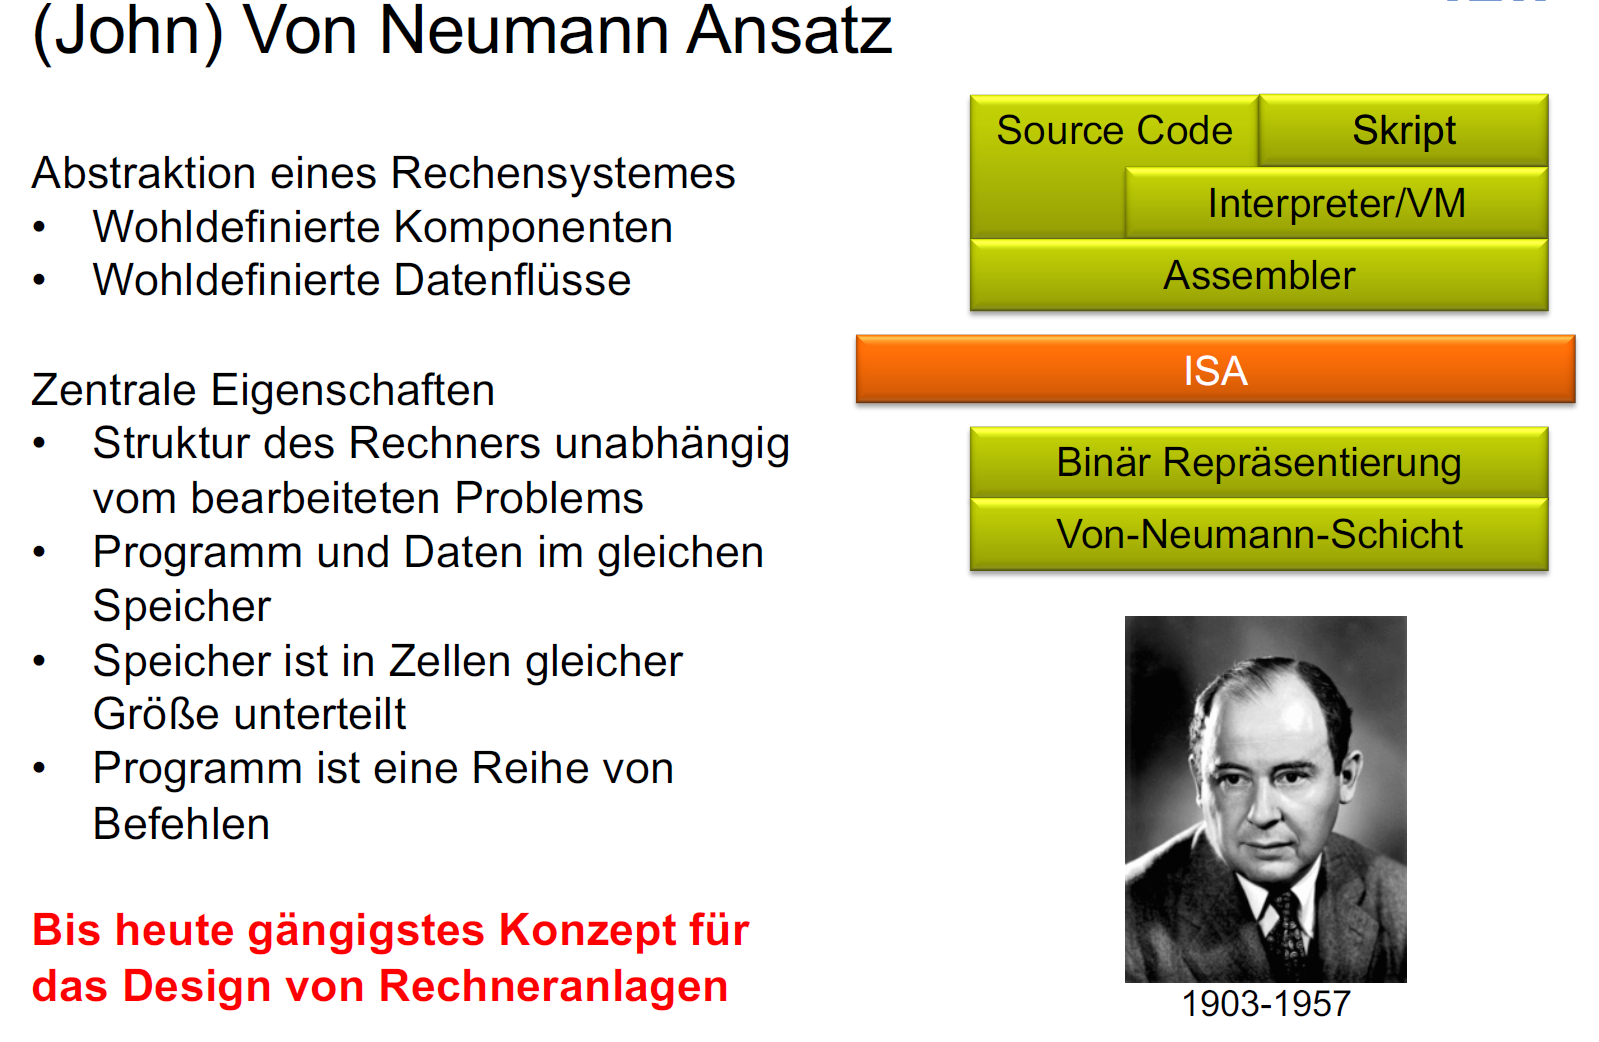 (John) Von Neumann Ansatz
Abstraktion eines Rechensystemes
• Wohldefinierte Komponenten
• Wohldefinierte Datenflüsse
Zentrale Eigenschaften
• Struktur des Rechners unabhängig
vom bearbeiteten Problems
• Programm und Daten im gleichen
Speicher
• Speicher ist in Zellen gleicher
Größe unterteilt
• Programm ist eine Reihe von
Befehlen
Bis heute gängigstes Konzept für
das Design von Rechneranlagen
Source Code
Skript
Interpreter/VM
Assembler
ISA
Binär Repräsentierung
Von-Neumann-Schicht
1903-1957